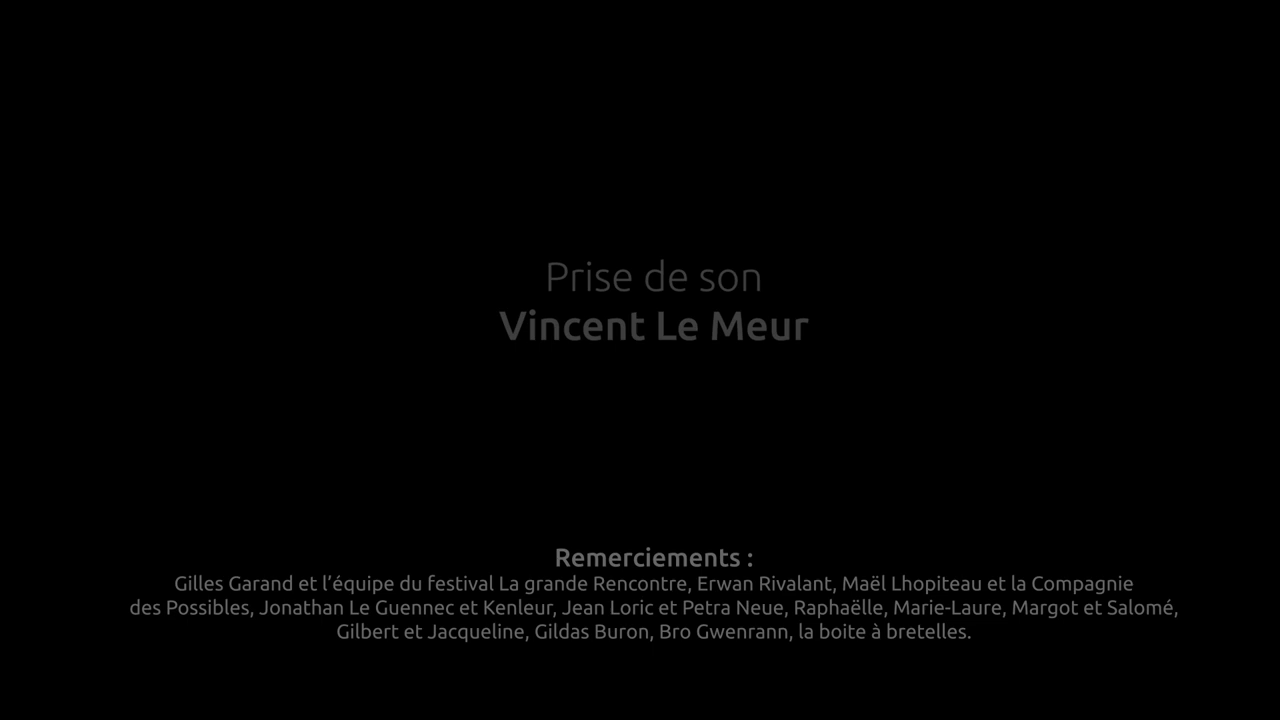 Prise de son
Vincent Le Meur
Remerciements :
Gilles Garand et l’équipe du festival La grande Rencontre, Erwan Rivalant, Maël Lhopiteau et la Compagnie
des Possibles, Jonathan Le Guennec et Kenleur, Jean Loric et Petra Neue, Raphaëlle, Marie-Laure, Margot et Salomé,
Gilbert et Jacqueline, Gildas Buron, Bro Gwenrann, la boite à bretelles.